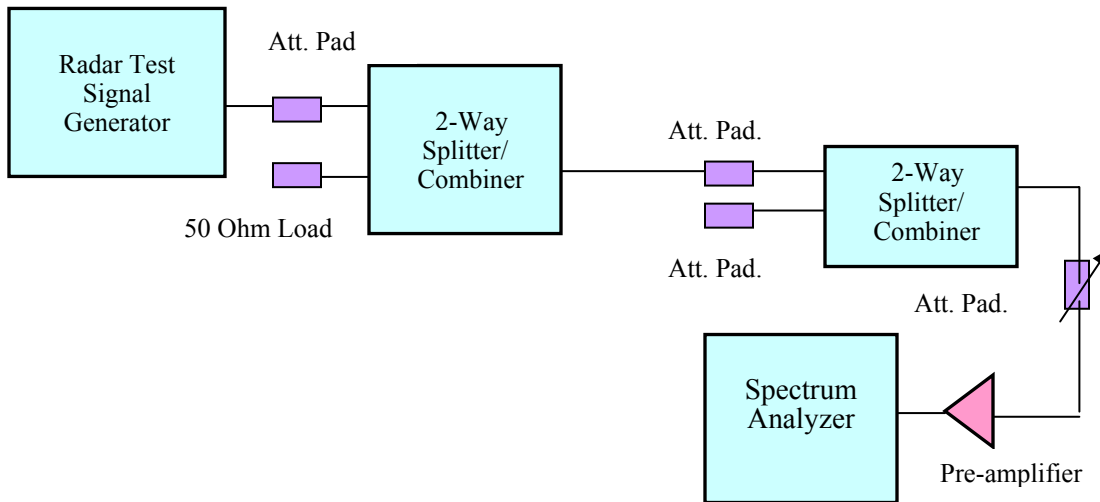 Radar Test
Signal
Generator
Att. Pad
50 Ohm Load
2-Way
Splitter/
Combiner
Att. Pad.
Att. Pad.
2-Way
Splitter/
Combiner
Att. Pad.
Spectrum
Analyzer
Pre-amplifier